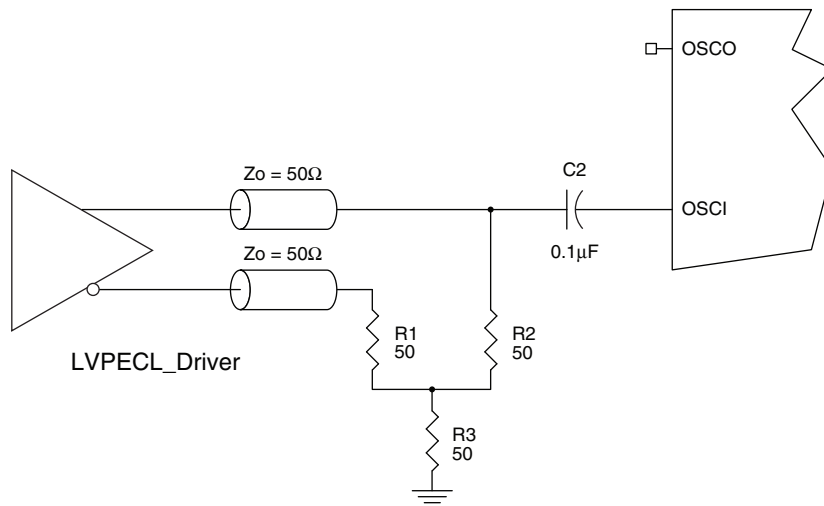 OSCO
Zo = 50Ω
C2
OSCI
0.1μF
Zo = 50Ω
R1
50
R2
50
LVPECL_Driver
R3
50